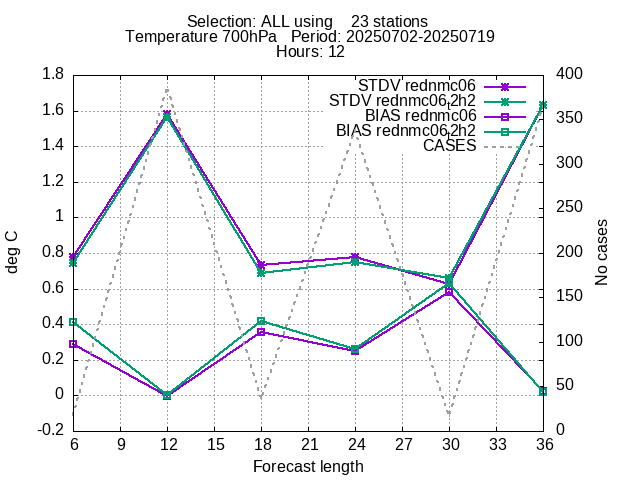 Selection: ALL using    23 stations
Temperature 700hPa   Period: 20250702-20250719
Hours: 12
1.8
1.6
1.4
1.2
1
0.8
0.6
0.4
0.2
0
-0.2
deg C
STDV rednmc06
STDV rednmc06,2h2
BIAS rednmc06
BIAS rednmc06,2h2
CASES
400
350
300
250
200
150
100
50
0
No cases
6 9 12 15 18 21 24 27 30 33 36
Forecast length